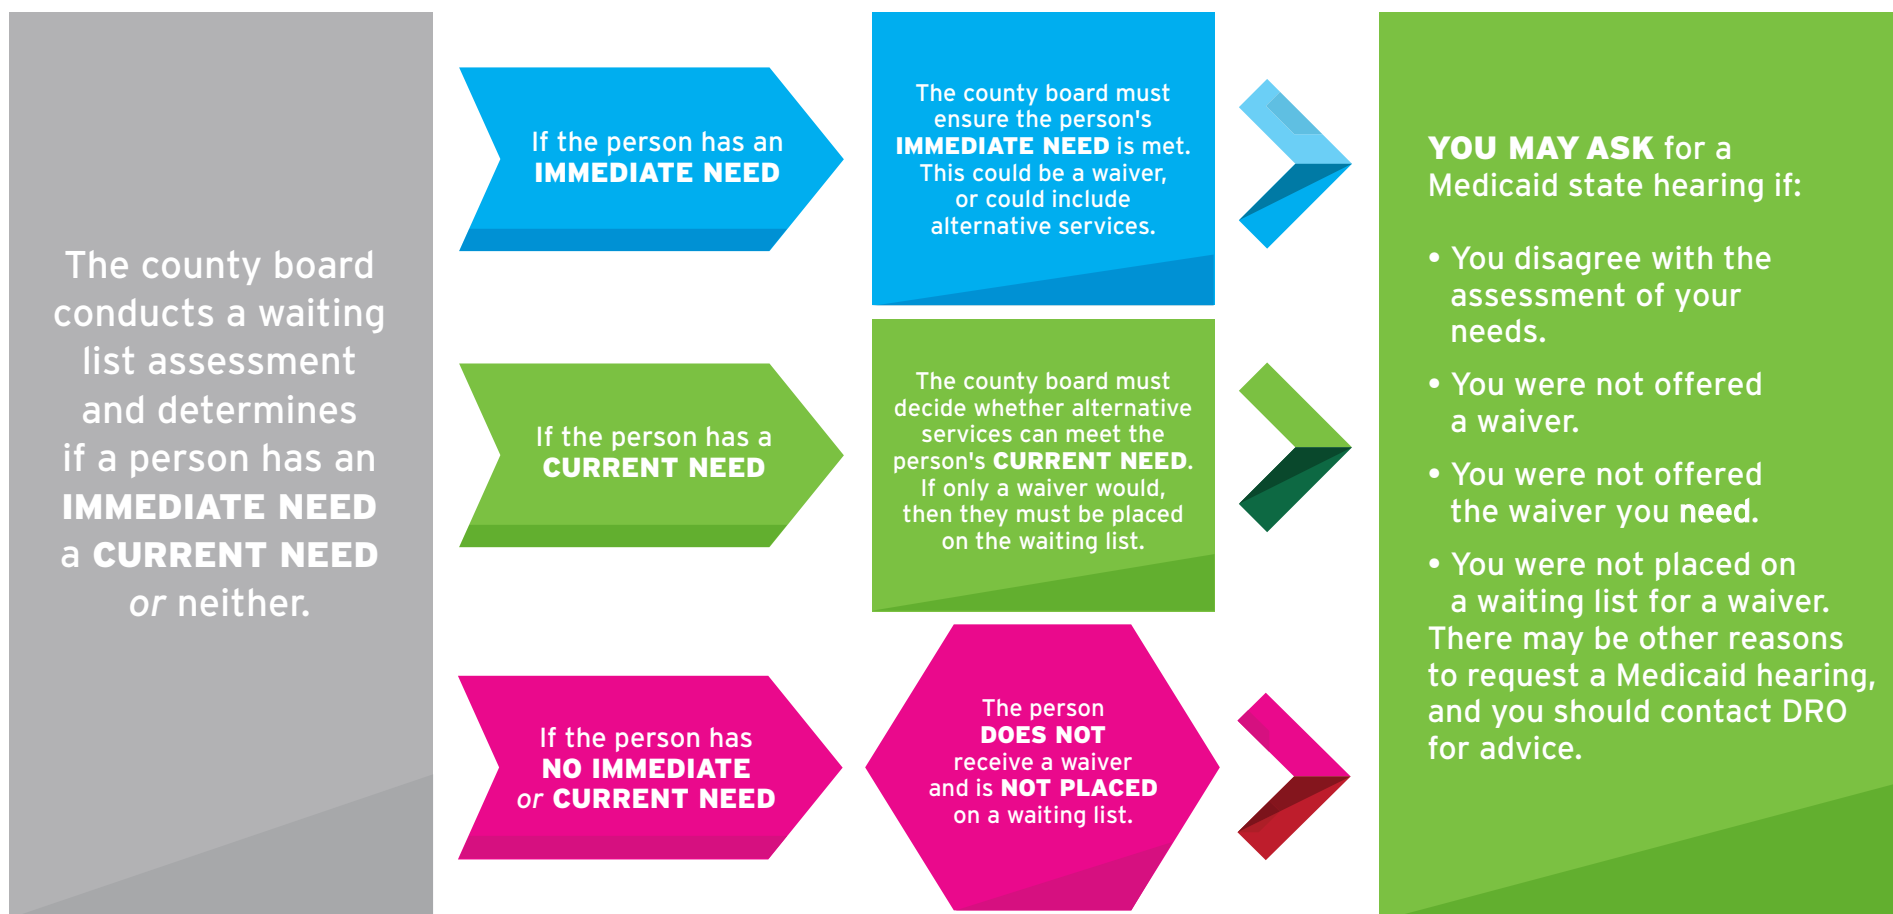 The county board
conducts a waiting
list assessment
and determines
if a person has an
IMMEDIATE NEED
a CURRENT NEED
or neither.
If the person has an
IMMEDIATE NEED
The county board must
ensure the person's
IMMEDIATE NEED is met.
This could be a waiver,
or could include
alternative services.
If the person has a
CURRENT NEED
The county board must
decide whether alternative
services can meet the
person's CURRENT NEED.
If only a waiver would,
then they must be placed
on the waiting list.
If the person has
NO IMMEDIATE
or CURRENT NEED
The person
DOES NOT
receive a waiver
and is NOT PLACED
on a waiting list.
YOU MAY ASK for a
Medicaid state hearing if:
• You disagree with the
assessment of your
needs.
• You were not offered
a waiver.
• You were not offered
the waiver you need.
• You were not placed on
a waiting list for a waiver.
There may be other reasons
to request a Medicaid hearing,
and you should contact DRO
for advice.